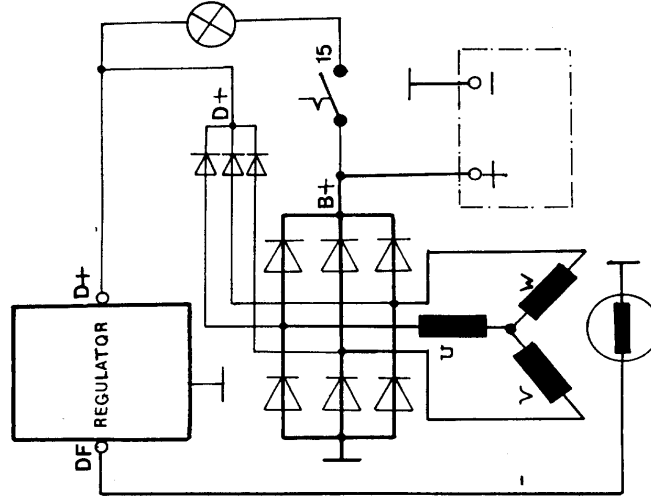 15
D+
B+
+
−
D+
REGULATOR
DF
U
V
W